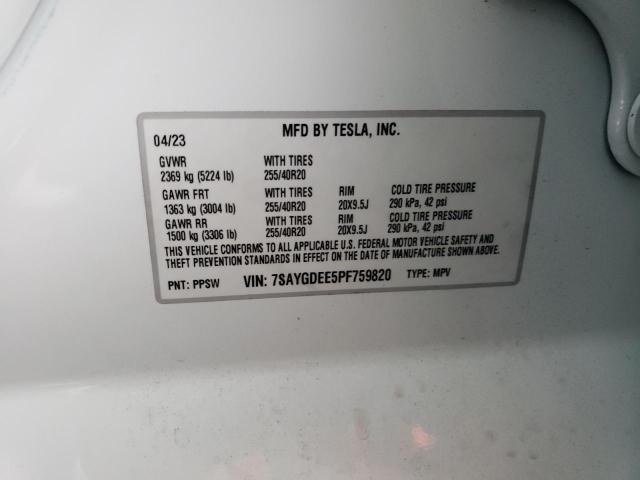 04/23 MFD BY TESLA, INC.
GVWR WITH TIRES
2369 kg (5224 lb) 255/40R20
GAWR FRT WITH TIRES RIM COLD TIRE PRESSURE
1363 kg (3004 lb) 255/40R20 20X9.5J 290 kPa, 42 psi
GAWR RR WITH TIRES RIM COLD TIRE PRESSURE
1500 kg (3306 lb) 255/40R20 20X9.5J 290 kPa, 42 psi
THIS VEHICLE CONFORMS TO ALL APPLICABLE U.S. FEDERAL MOTOR VEHICLE SAFETY AND
THEFT PREVENTION STANDARDS IN EFFECT ON THE DATE OF MANUFACTURE SHOWN ABOVE.
PNT: PPSW VIN: 7SAYGDEE5PF759820 TYPE: MPV